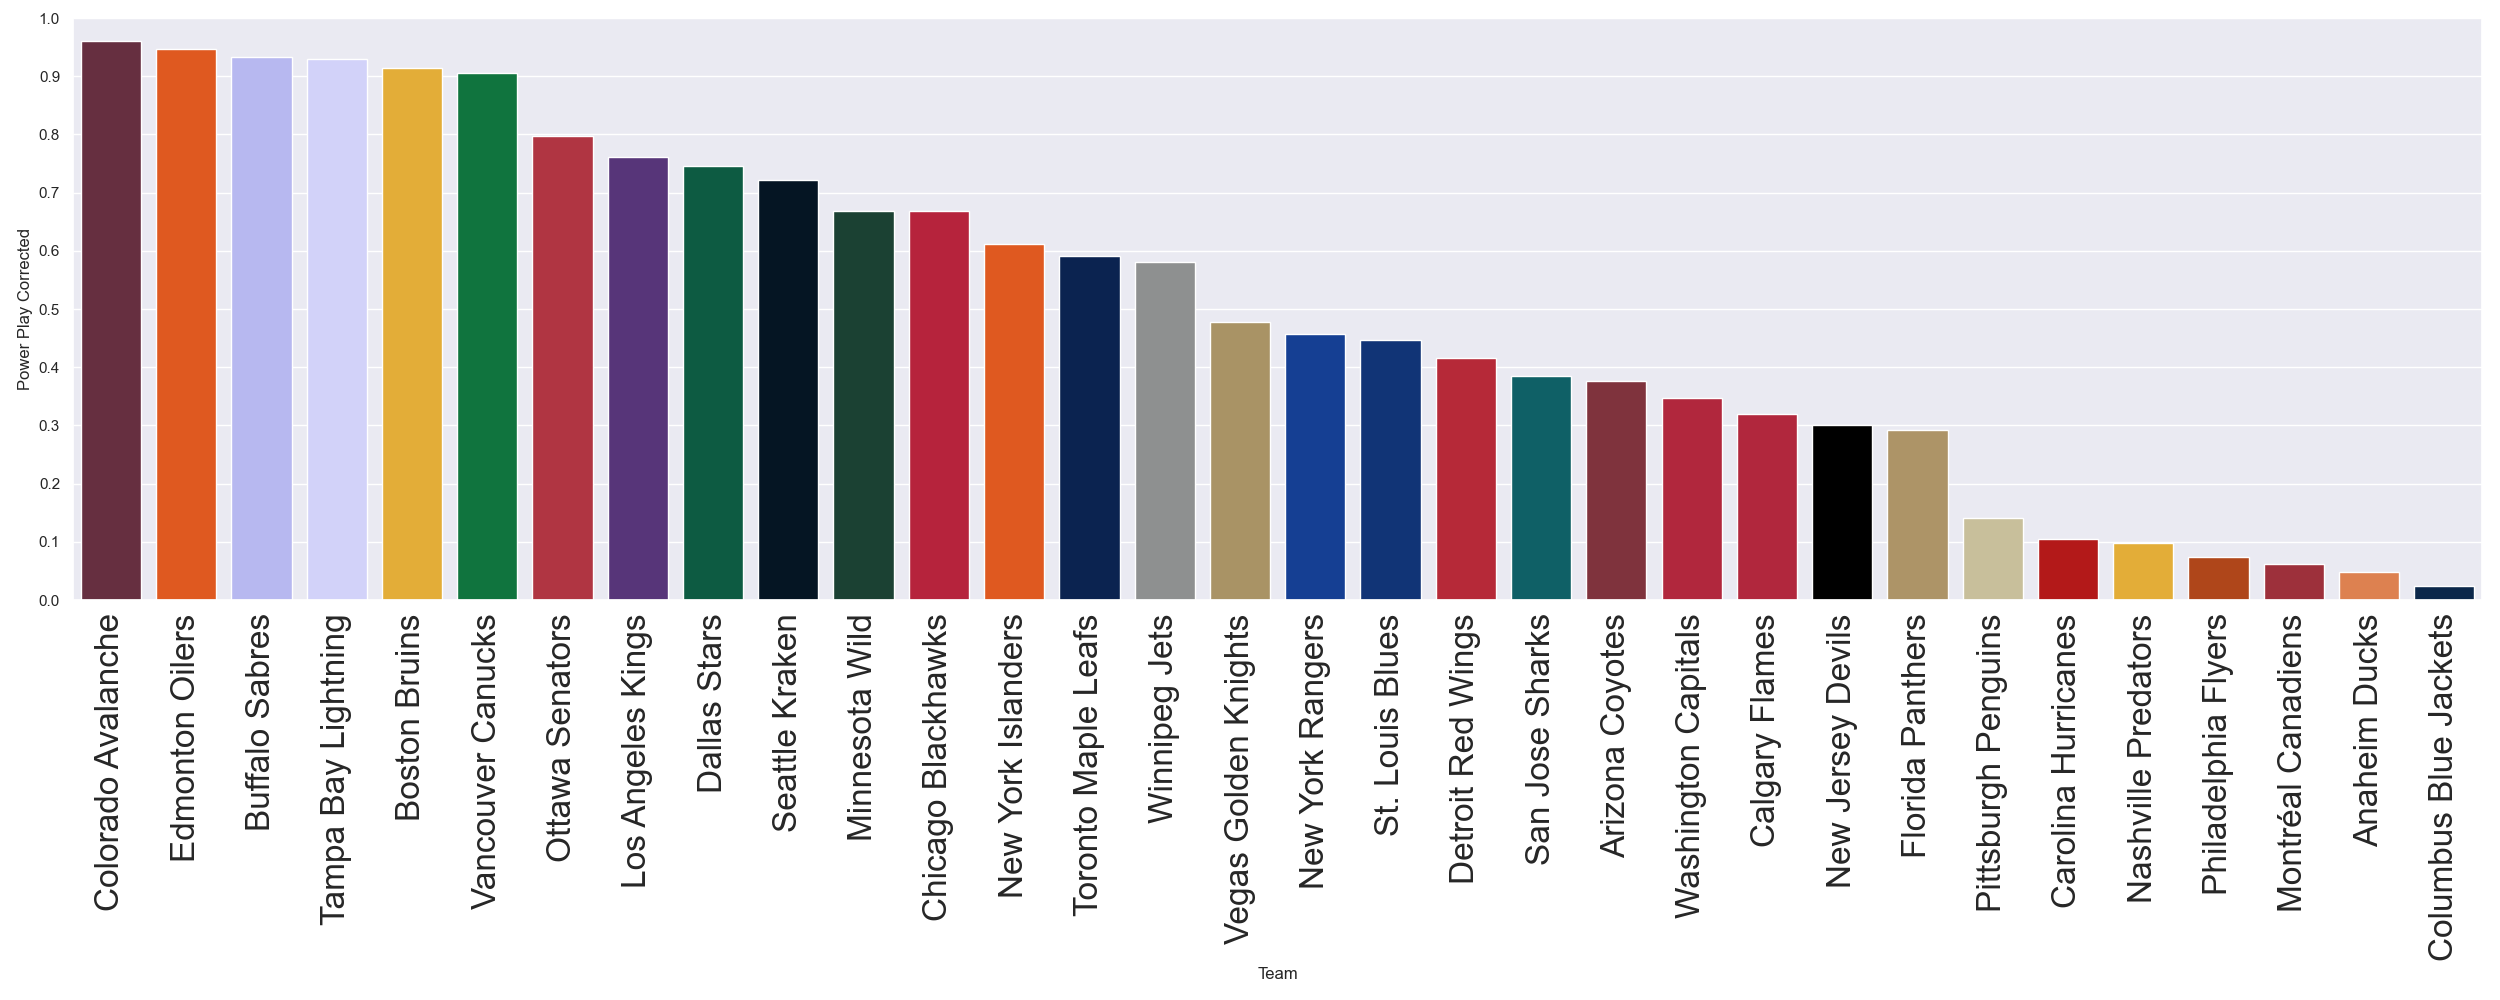 1.0
0.9
0.8
0.7
0.6
0.5
0.4
0.3
0.2
0.1
0.0
Power Play Corrected
Colorado Avalanche
Edmonton Oilers
Buffalo Sabres
Tampa Bay Lightning
Boston Bruins
Vancouver Canucks
Ottawa Senators
Los Angeles Kings
Dallas Stars
Seattle Kraken
Minnesota Wild
Chicago Blackhawks
New York Islanders
Toronto Maple Leafs
Winnipeg Jets
Vegas Golden Knights
New York Rangers
St. Louis Blues
Detroit Red Wings
San Jose Sharks
Arizona Coyotes
Washington Capitals
Calgary Flames
New Jersey Devils
Florida Panthers
Pittsburgh Penguins
Carolina Hurricanes
Nashville Predators
Philadelphia Flyers
Montréal Canadiens
Anaheim Ducks
Columbus Blue Jackets
Team